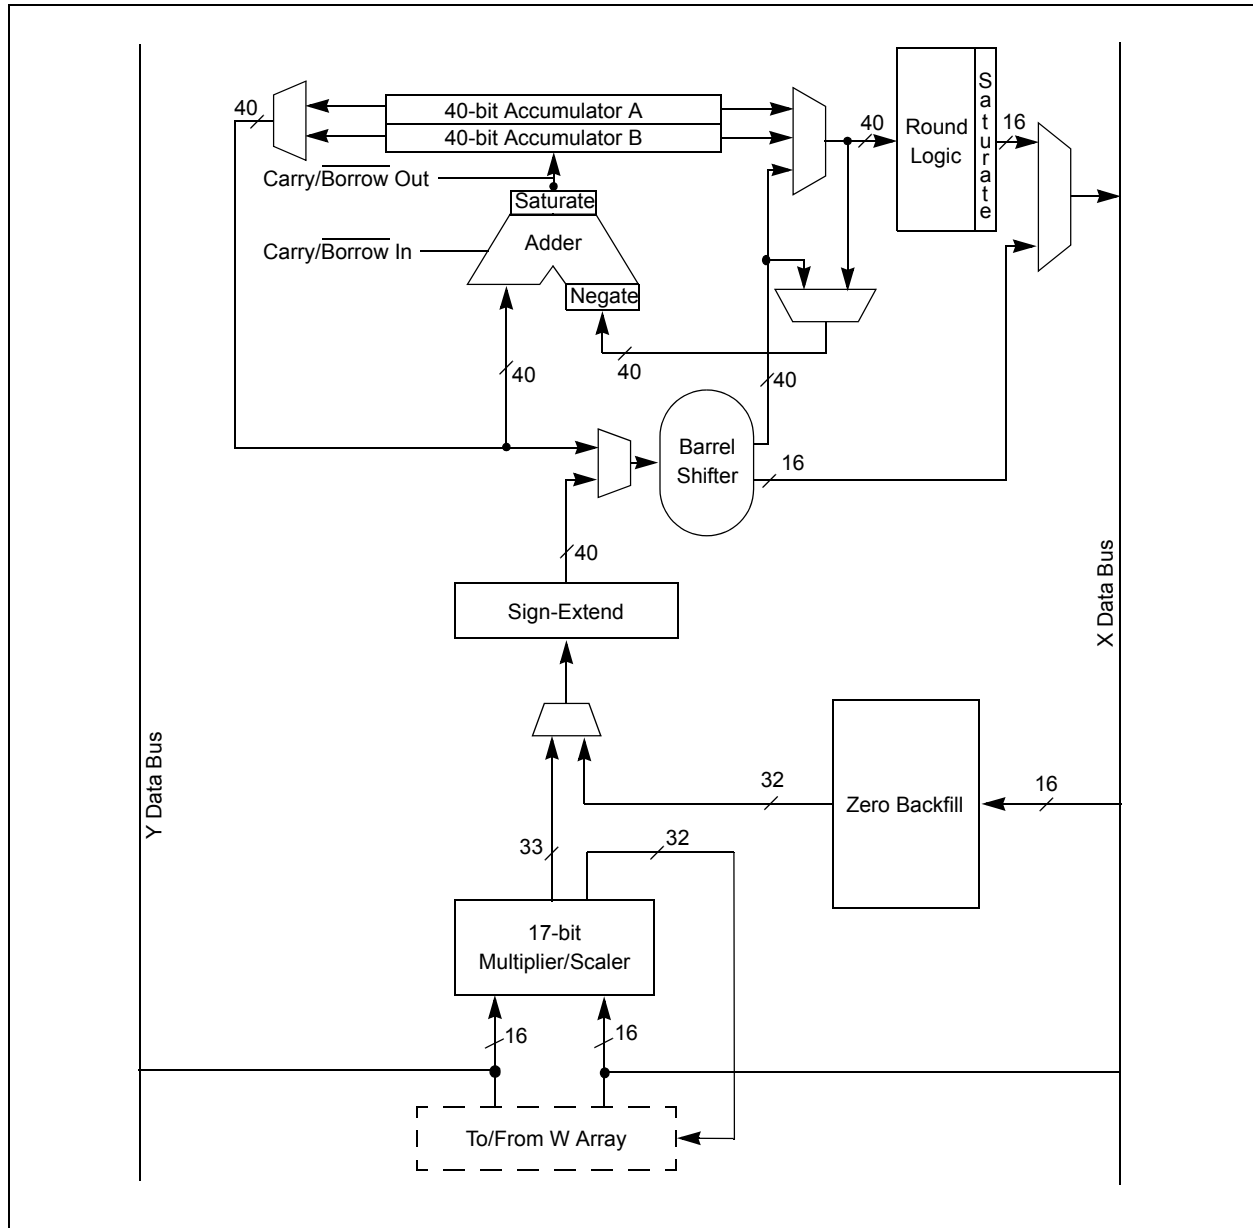 40
40-bit Accumulator A
40-bit Accumulator B
Carry/Borrow Out
Saturate
Carry/Borrow In
Adder
Negate
40
Round
Logic
Saturate
16
40
40
40
Barrel
Shifter
16
40
Sign-Extend
Y Data Bus
X Data Bus
32
Zero Backfill
16
33
32
17-bit
Multiplier/Scaler
16
16
To/From W Array